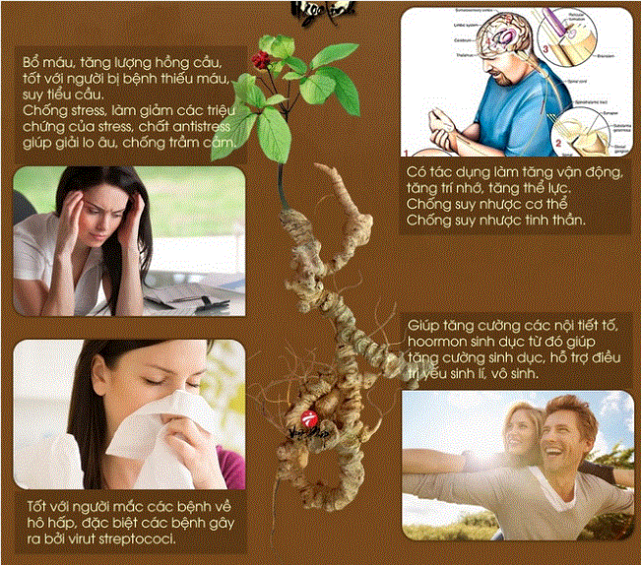 Bổ máu, tăng lượng hồng cầu,
tốt với người bị bệnh thiếu máu,
suy tiểu cầu.
Chống stress, làm giảm các triệu
chứng của stress, chất antistress
giúp giải lo âu, chống trầm cảm.
3
1
2
Có tác dụng làm tăng vận động,
tăng trí nhớ, tăng thể lực.
Chống suy nhược cơ thể
Chống suy nhược tinh thần.
Giúp tăng cường các nội tiết tố,
hoormon sinh dục từ đó giúp
tăng cường sinh dục, hỗ trợ điều
trị yếu sinh lí, vô sinh.
Tốt với người mắc các bệnh về
hô hấp, đặc biệt các bệnh gây
ra bởi virut streptococi.